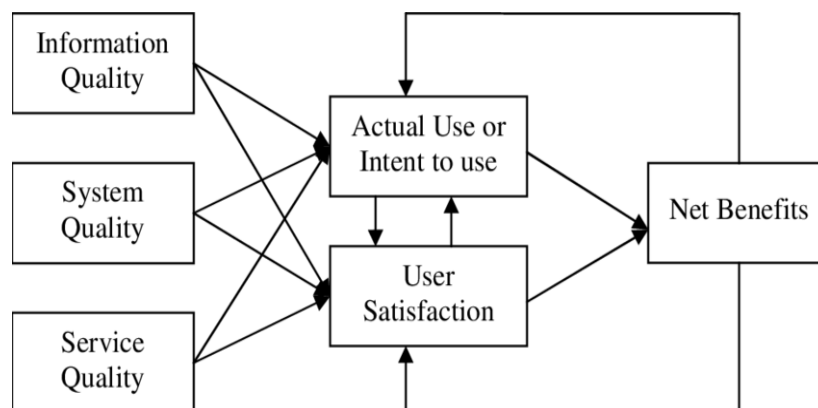 Information
Quality
System
Quality
Service
Quality
Actual Use or
Intent to use
User
Satisfaction
Net Benefits